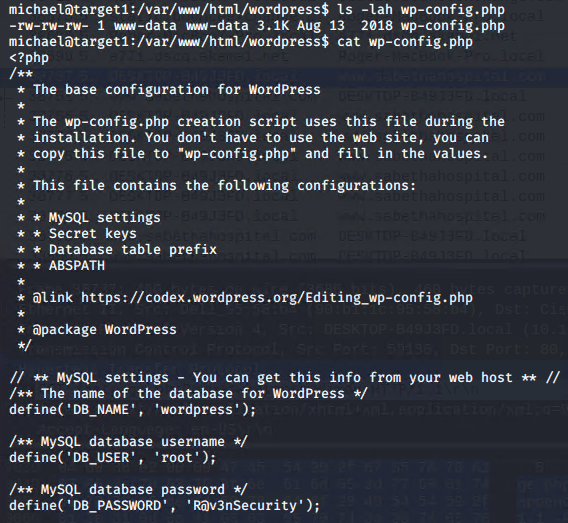 michael@target1:/var/www/html/wordpress$ ls -lah wp-config.php
-rw-rw-rw- 1 www-data www-data 3.1K Aug 13  2018 wp-config.php
michael@target1:/var/www/html/wordpress$ cat wp-config.php
<?php
/**
 * The base configuration for WordPress
 *
 * The wp-config.php creation script uses this file during the
 * installation. You don't have to use the web site, you can
 * copy this file to "wp-config.php" and fill in the values.
 *
 * This file contains the following configurations:
 *
 * * MySQL settings
 * * Secret keys
 * * Database table prefix
 * * ABSPATH
 *
 * @link https://codex.wordpress.org/Editing_wp-config.php
 *
 * @package WordPress
 */

// ** MySQL settings - You can get this info from your web host ** //
/** The name of the database for WordPress */
define('DB_NAME', 'wordpress');

/** MySQL database username */
define('DB_USER', 'root');

/** MySQL database password */
define('DB_PASSWORD', 'R@v3nSecurity');